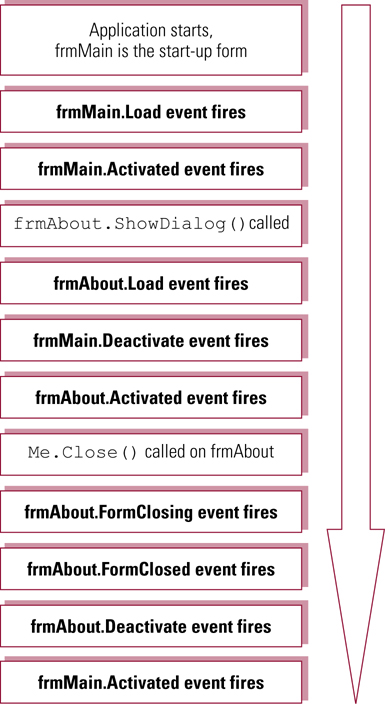 Application starts,
frmMain is the start-up form
frmMain.Load event fires
frmMain.Activated event fires
frmAbout.ShowDialog() called
frmAbout.Load event fires
frmMain.Deactivate event fires
frmAbout.Activated event fires
Me.Close() called on frmAbout
frmAbout.FormClosing event fires
frmAbout.FormClosed event fires
frmAbout.Deactivate event fires
frmMain.Activated event fires